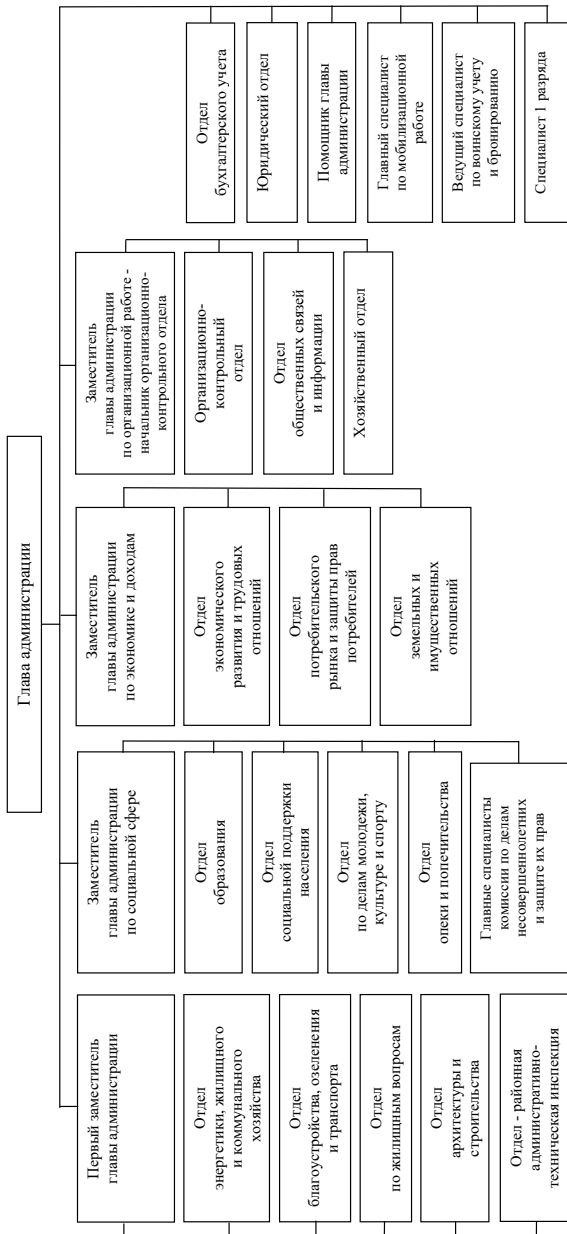 Глава администрации
Первый заместитель
главы администрации
Отдел
энергетики, жилищного
и коммунального
хозяйства
Отдел
благоустройства, озеленения
и транспорта
Отдел
по жилищным вопросам
Отдел
архитектуры и
строительства
Отдел - районная
административно-
техническая инспекция
Заместитель
главы администрации
по социальной сфере
Отдел
образования
Отдел
социальной поддержки
населения
Отдел
по делам молодежи,
культуре и спорту
Отдел
опеки и попечительства
Главные специалисты
комиссии по делам
несовершеннолетних
и защите их прав
Заместитель
главы администрации
по экономике и доходам
Отдел
экономического
развития и трудовых
отношений
Отдел
потребительского
рынка и защиты прав
потребителей
Отдел
земельных и
имущественных
отношений
Заместитель
главы администрации
по организационной работе -
начальник организационно-
контрольного отдела
Организационно-
контрольный
отдел
Отдел
общественных связей
и информации
Хозяйственный отдел
Отдел
бухгалтерского учета
Юридический отдел
Помощник главы
администрации
Главный специалист
по мобилизационной
работе
Ведущий специалист
по воинскому учету
и бронированию
Специалист 1 разряда